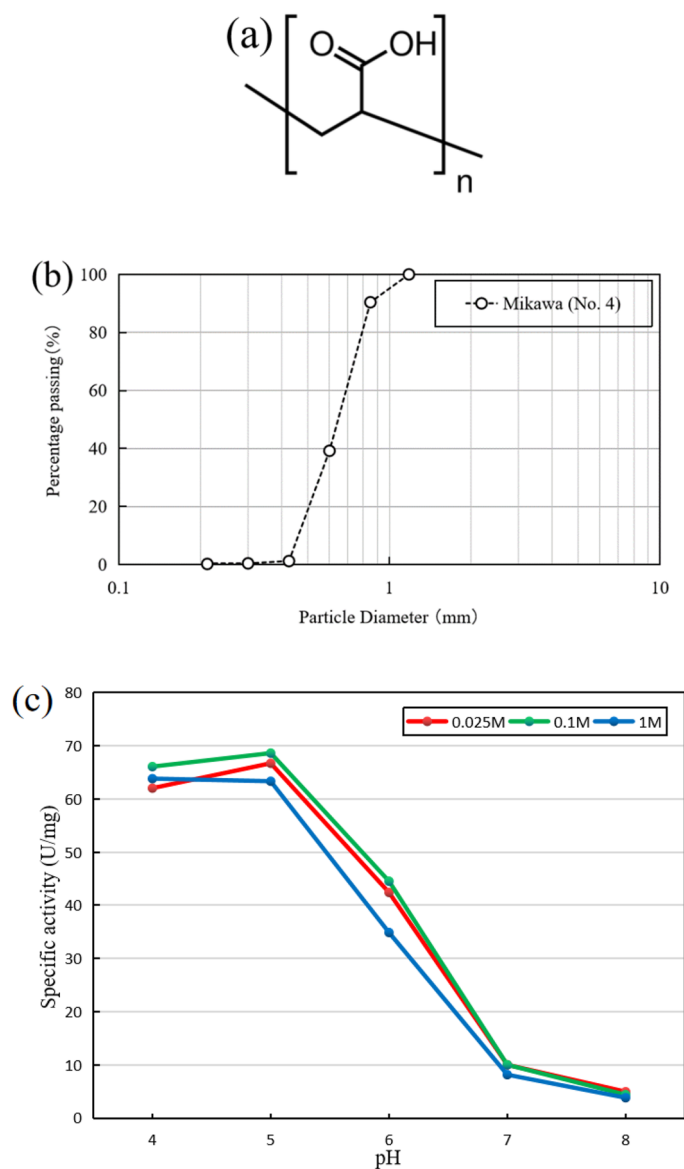 (a)
O
OH
n
(b)
Percentage passing (%)
100
80
60
40
20
0
Mikawa (No. 4)
0.1
1
10
Particle Diameter (mm)
(c)
Specific activity (U/mg)
80
70
60
50
40
30
20
10
0
0.025M 0.1M 1M
4 5 6 7 8
pH